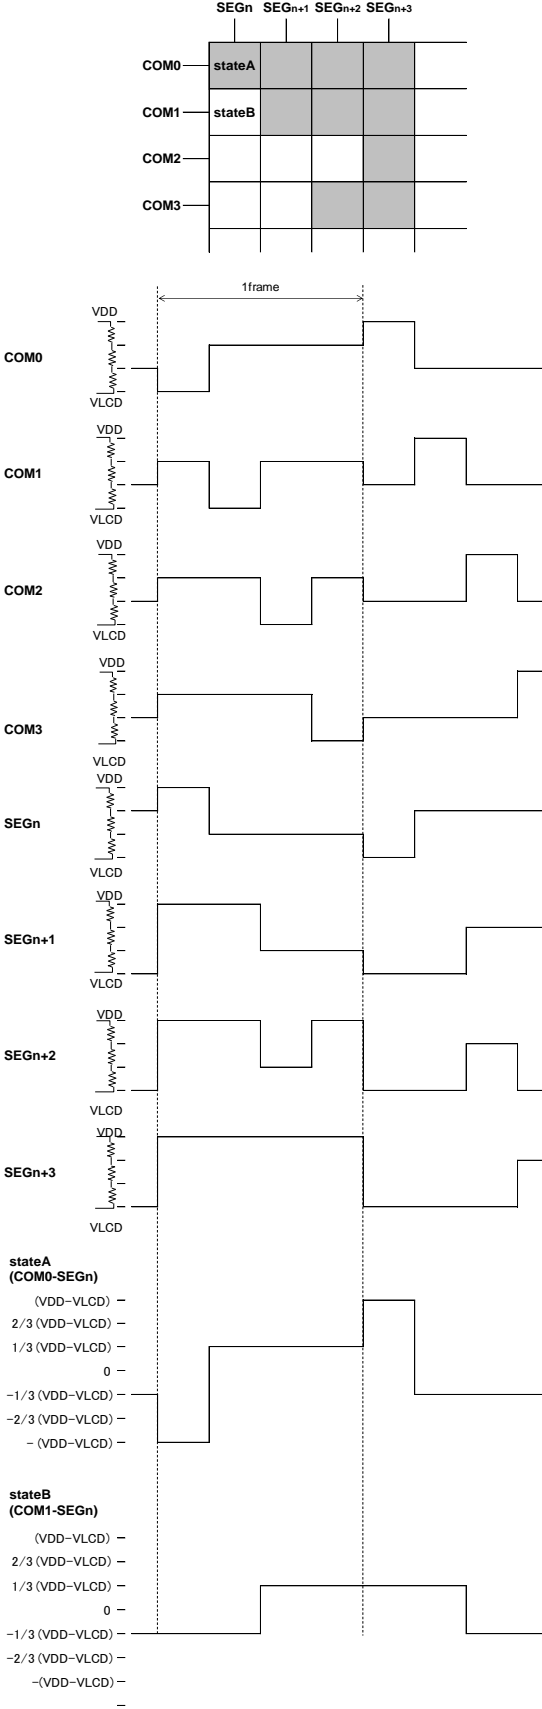 SEGn SEGn+1 SEGn+2 SEGn+3
COM0 stateA
COM1 stateB
COM2
COM3
1frame
VDD
COM0
VLCD
VDD
COM1
VLCD
VDD
COM2
VLCD
VDD
COM3
VLCD
VDD
SEGn
VLCD
VDD
SEGn+1
VLCD
VDD
SEGn+2
VLCD
VDD
SEGn+3
VLCD
stateA
(COM0-SEGn)
(VDD-VLCD)
2/3(VDD-VLCD)
1/3(VDD-VLCD)
0
-1/3(VDD-VLCD)
-2/3(VDD-VLCD)
-(VDD-VLCD)
stateB
(COM1-SEGn)
(VDD-VLCD)
2/3(VDD-VLCD)
1/3(VDD-VLCD)
0
-1/3(VDD-VLCD)
-2/3(VDD-VLCD)
-(VDD-VLCD)